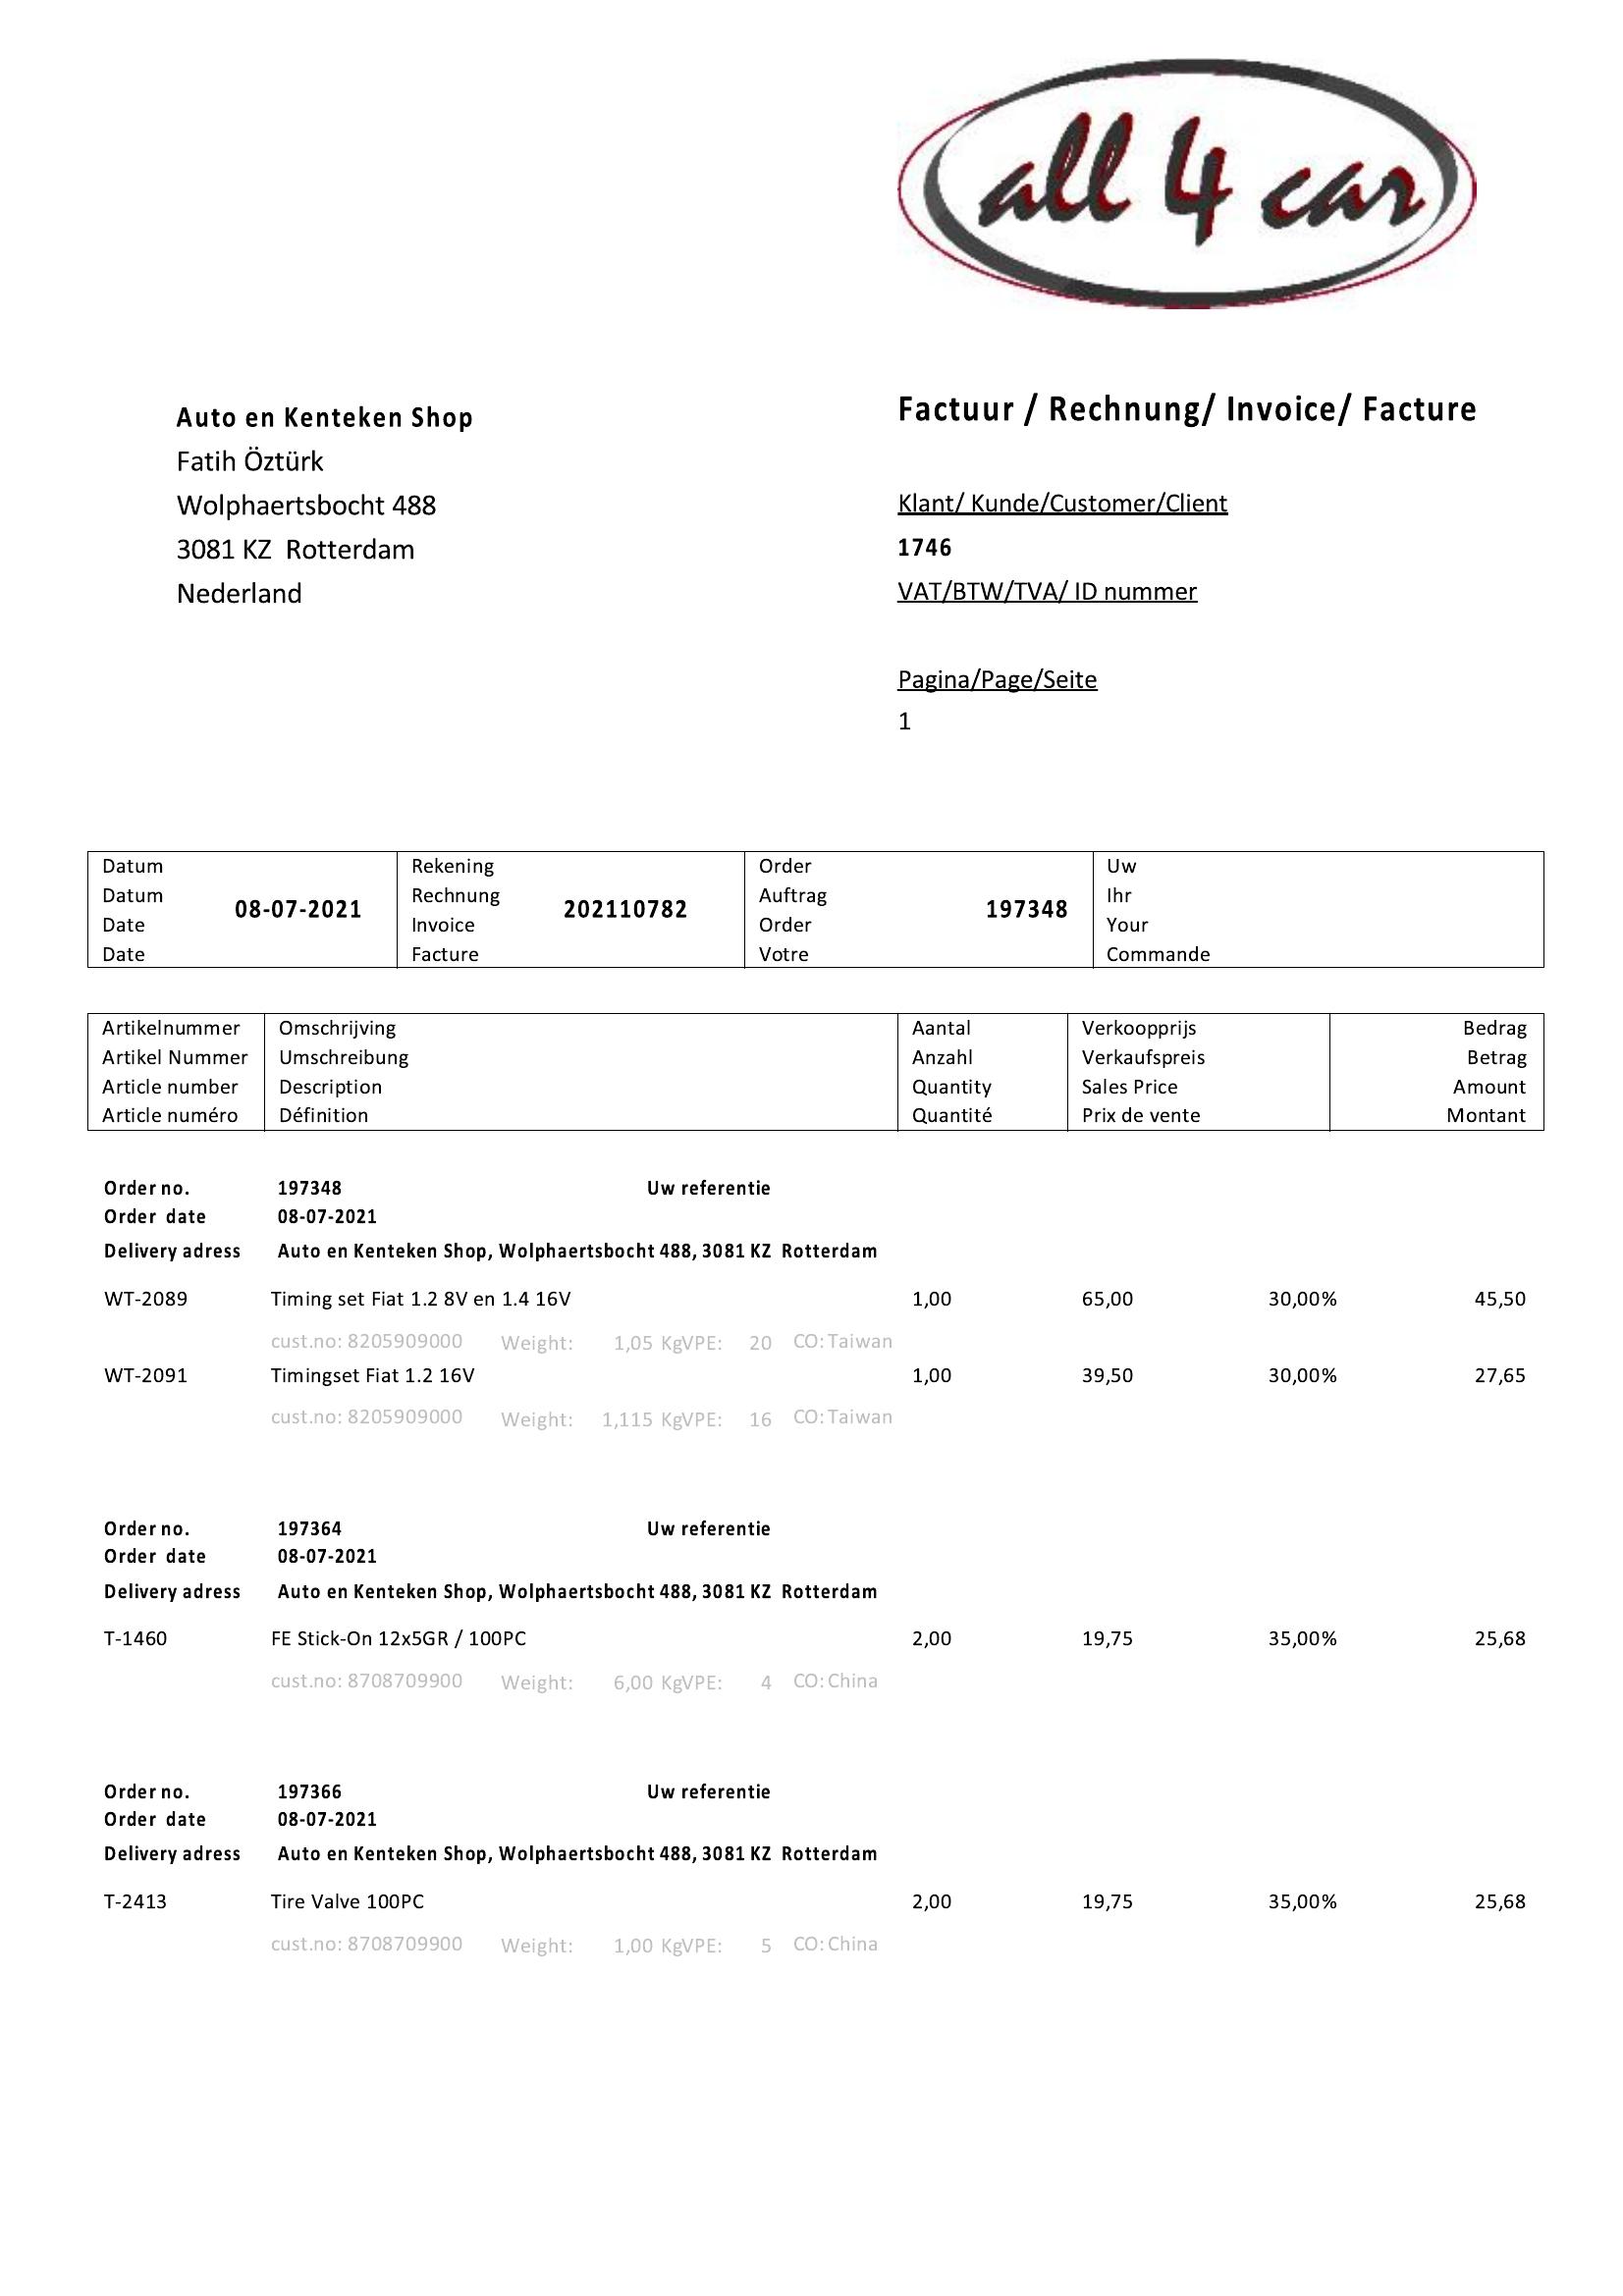 all 4 car
Auto en Kenteken Shop
Fatih Öztürk
Wolphaertsbocht 488
3081 KZ Rotterdam
Nederland
Factuur / Rechnung/ Invoice/ Facture
Klant/ Kunde/Customer/Client
1746
VAT/BTW/TVA/ ID nummer
Pagina/Page/Seite
1
Datum
Datum
Date
Date
08-07-2021
Rekening
Rechnung
Invoice
Facture
202110782
Order
Auftrag
Order
Votre
197348
Uw
Ihr
Your
Commande
Artikelnummer Omschrijving Aantal Verkoopprijs Bedrag
Artikel Nummer Umschreibung Anzahl Verkaufspreis Betrag
Article number Description Quantity Sales Price Amount
Article numéro Définition Quantité Prix de vente Montant
Order no. 197348 Uw referentie
Order date 08-07-2021
Delivery adress Auto en Kenteken Shop, Wolphaertsbocht 488, 3081 KZ Rotterdam
WT-2089 Timing set Fiat 1.2 8V en 1.4 16V 1,00 65,00 30,00% 45,50
cust.no: 8205909000 Weight: 1,05 KgVPE: 20 CO: Taiwan
WT-2091 Timingset Fiat 1.2 16V 1,00 39,50 30,00% 27,65
cust.no: 8205909000 Weight: 1,115 KgVPE: 16 CO: Taiwan
Order no. 197364 Uw referentie
Order date 08-07-2021
Delivery adress Auto en Kenteken Shop, Wolphaertsbocht 488, 3081 KZ Rotterdam
T-1460 FE Stick-On 12x5GR / 100PC 2,00 19,75 35,00% 25,68
cust.no: 8708709900 Weight: 6,00 KgVPE: 4 CO: China
Order no. 197366 Uw referentie
Order date 08-07-2021
Delivery adress Auto en Kenteken Shop, Wolphaertsbocht 488, 3081 KZ Rotterdam
T-2413 Tire Valve 100PC 2,00 19,75 35,00% 25,68
cust.no: 8708709900 Weight: 1,00 KgVPE: 5 CO: China